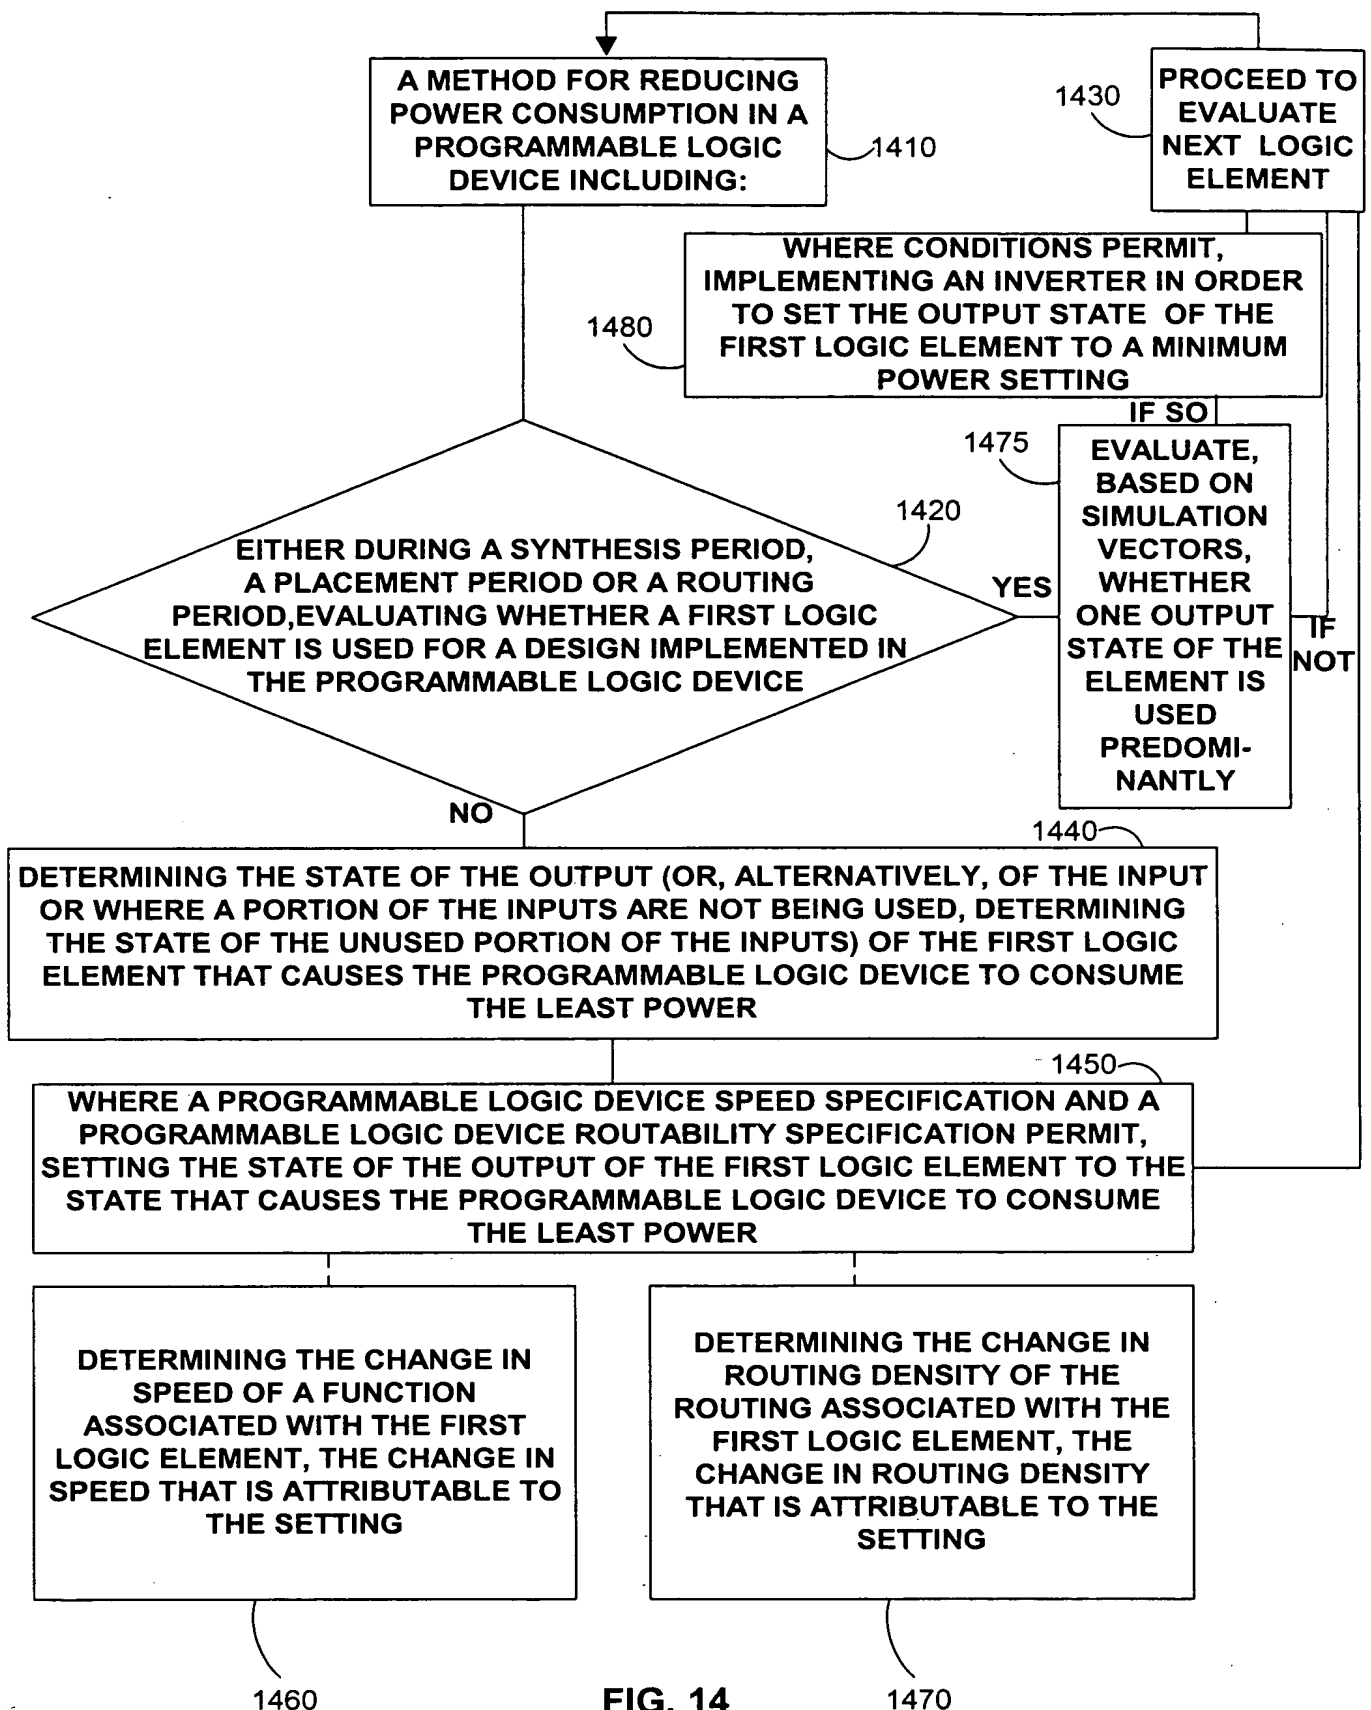 A METHOD FOR REDUCING
POWER CONSUMPTION IN A
PROGRAMMABLE LOGIC
DEVICE INCLUDING:
1410
1430
PROCEED TO
EVALUATE
NEXT LOGIC
ELEMENT
WHERE CONDITIONS PERMIT,
IMPLEMENTING AN INVERTER IN ORDER
TO SET THE OUTPUT STATE OF THE
FIRST LOGIC ELEMENT TO A MINIMUM
POWER SETTING
1480
IF SO
1475
EVALUATE,
BASED ON
SIMULATION
VECTORS,
WHETHER
ONE OUTPUT
STATE OF THE
ELEMENT IS
USED
PREDOMI-
NANTLY
IF
NOT
1420
EITHER DURING A SYNTHESIS PERIOD,
A PLACEMENT PERIOD OR A ROUTING
PERIOD,EVALUATING WHETHER A FIRST LOGIC
ELEMENT IS USED FOR A DESIGN IMPLEMENTED IN
THE PROGRAMMABLE LOGIC DEVICE
YES
NO
1440
DETERMINING THE STATE OF THE OUTPUT (OR, ALTERNATIVELY, OF THE INPUT
OR WHERE A PORTION OF THE INPUTS ARE NOT BEING USED, DETERMINING
THE STATE OF THE UNUSED PORTION OF THE INPUTS) OF THE FIRST LOGIC
ELEMENT THAT CAUSES THE PROGRAMMABLE LOGIC DEVICE TO CONSUME
THE LEAST POWER
1450
WHERE A PROGRAMMABLE LOGIC DEVICE SPEED SPECIFICATION AND A
PROGRAMMABLE LOGIC DEVICE ROUTABILITY SPECIFICATION PERMIT,
SETTING THE STATE OF THE OUTPUT OF THE FIRST LOGIC ELEMENT TO THE
STATE THAT CAUSES THE PROGRAMMABLE LOGIC DEVICE TO CONSUME
THE LEAST POWER
DETERMINING THE CHANGE IN
SPEED OF A FUNCTION
ASSOCIATED WITH THE FIRST
LOGIC ELEMENT, THE CHANGE IN
SPEED THAT IS ATTRIBUTABLE TO
THE SETTING
DETERMINING THE CHANGE IN
ROUTING DENSITY OF THE
ROUTING ASSOCIATED WITH THE
FIRST LOGIC ELEMENT, THE
CHANGE IN ROUTING DENSITY
THAT IS ATTRIBUTABLE TO THE
SETTING
1460
FIG. 14
1470